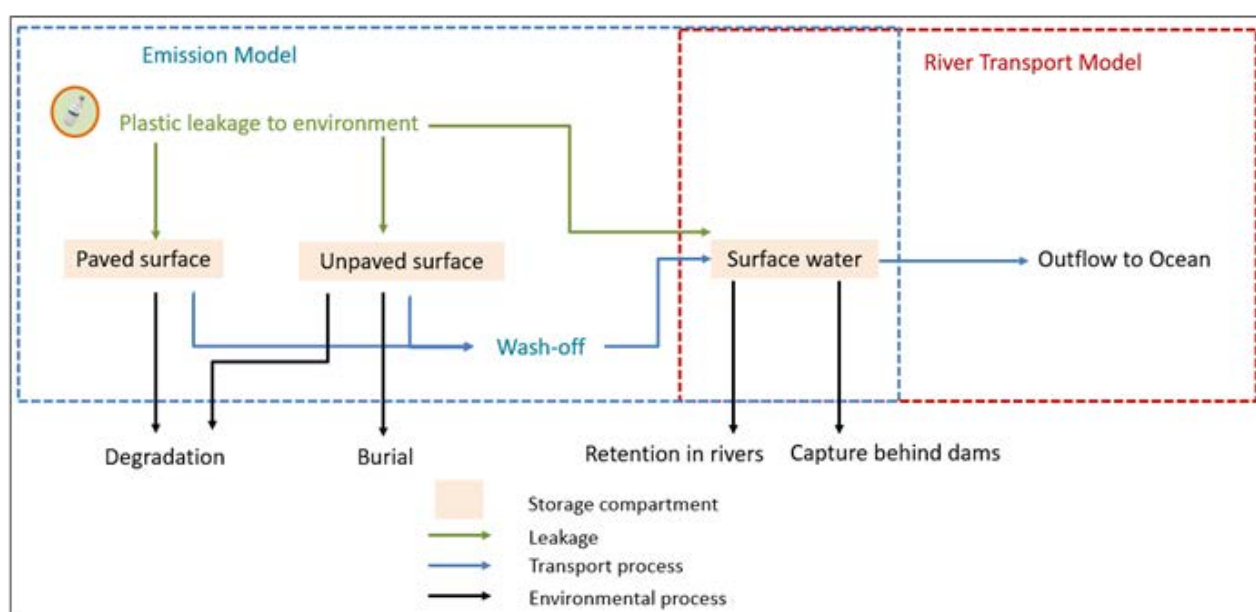 Emission Model
River Transport Model
Plastic leakage to environment
Paved surface
Unpaved surface
Surface water
Outflow to Ocean
Wash-off
Degradation
Burial
Retention in rivers
Capture behind dams
Storage compartment
Leakage
Transport process
Environmental process